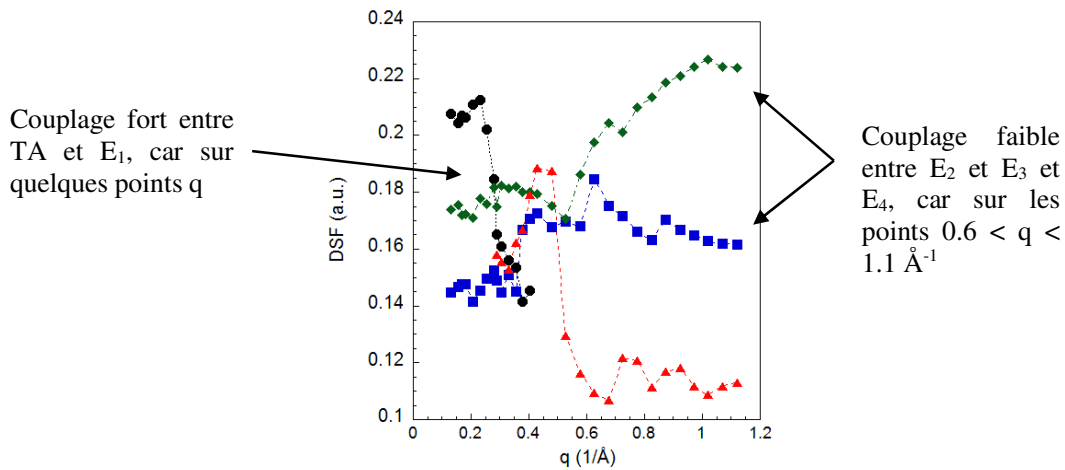 Couplage fort entre
TA et E₁, car sur
quelques points q
DSF (a.u.)
0.24
0.22
0.2
0.18
0.16
0.14
0.12
0.1
0
0.2
0.4
0.6
0.8
1
1.2
q (1/Å)
Couplage faible
entre E₂ et E₃ et
E₄, car sur les
points 0.6 < q <
1.1 Å⁻¹